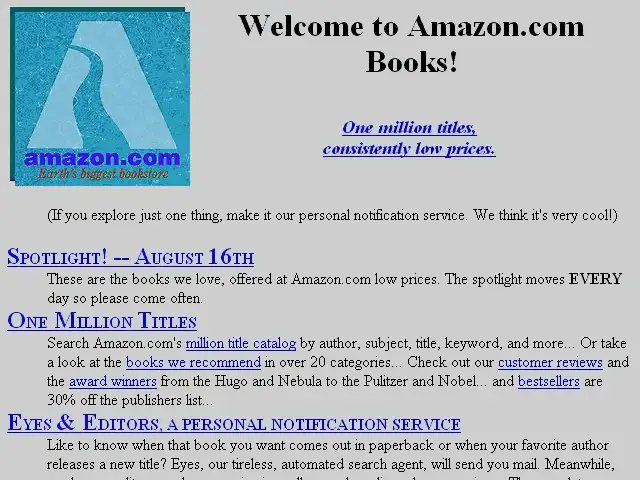 Welcome to Amazon.com
Books!
One million titles,
consistently low prices.
amazon.com
Earth's biggest bookstore
(If you explore just one thing, make it our personal notification service. We think it's very cool!)
SPOTLIGHT! -- AUGUST 16TH
These are the books we love, offered at Amazon.com low prices. The spotlight moves EVERY
day so please come often.
ONE MILLION TITLES
Search Amazon.com's million title catalog by author, subject, title, keyword, and more... Or take
a look at the books we recommend in over 20 categories... Check out our customer reviews and
the award winners from the Hugo and Nebula to the Pulitzer and Nobel... and bestsellers are
30% off the publishers list...
EYES & EDITORS, A PERSONAL NOTIFICATION SERVICE
Like to know when that book you want comes out in paperback or when your favorite author
releases a new title? Eyes, our tireless, automated search agent, will send you mail. Meanwhile,